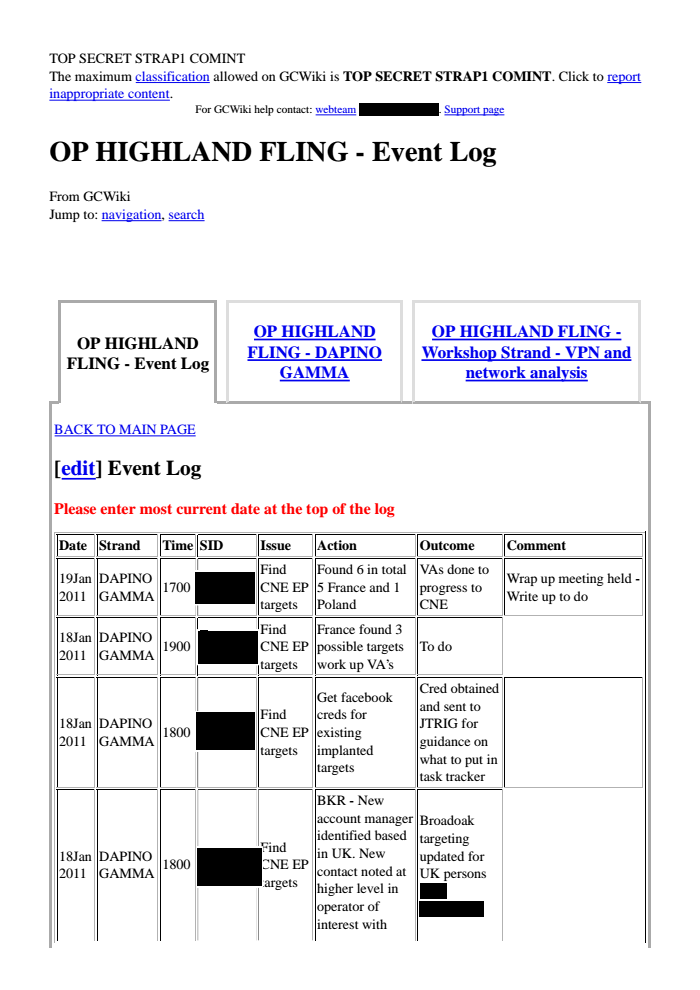 TOP SECRET STRAP1 COMINT
The maximum classification allowed on GCWiki is TOP SECRET STRAP1 COMINT. Click to report
inappropriate content.
For GCWiki help contact: webteam . Support page
OP HIGHLAND FLING - Event Log
From GCWiki
Jump to: navigation, search
OP HIGHLAND
FLING - Event Log
OP HIGHLAND
FLING - DAPINO
GAMMA
OP HIGHLAND FLING -
Workshop Strand - VPN and
network analysis
BACK TO MAIN PAGE
[edit] Event Log
Please enter most current date at the top of the log
Date Strand Time SID Issue Action Outcome Comment
19Jan
2011
DAPINO
GAMMA
1700
Find
CNE EP
targets
Found 6 in total
5 France and 1
Poland
VAs done to
progress to
CNE
Wrap up meeting held -
Write up to do
18Jan
2011
DAPINO
GAMMA
1900
Find
CNE EP
targets
France found 3
possible targets
work up VA's
To do
18Jan
2011
DAPINO
GAMMA
1800
Find
CNE EP
targets
Get facebook
creds for
existing
implanted
targets
Cred obtained
and sent to
JTRIG for
guidance on
what to put in
task tracker
18Jan
2011
DAPINO
GAMMA
1800
Find
CNE EP
targets
BKR - New
account manager
identified based
in UK. New
contact noted at
higher level in
operator of
interest with
Broadoak
targeting
updated for
UK persons